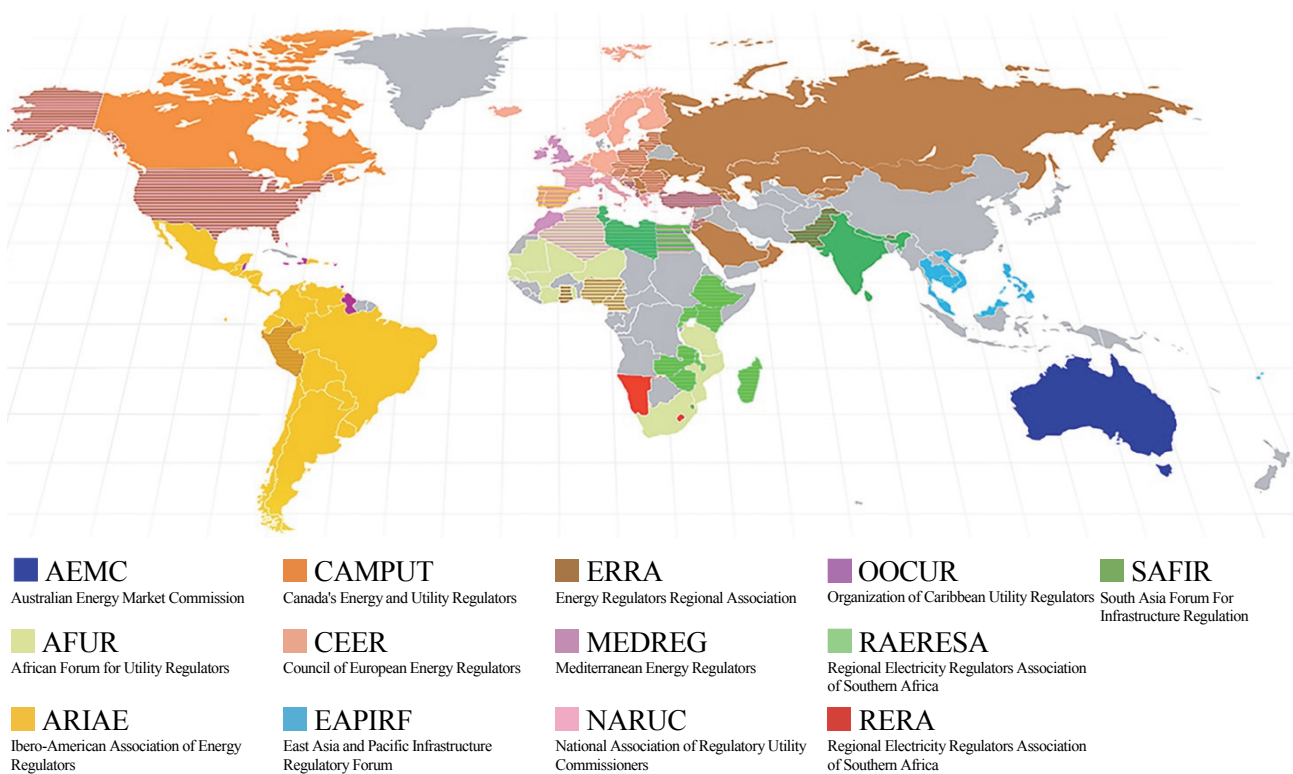 AEMC
Australian Energy Market Commission
CAMPUT
Canada's Energy and Utility Regulators
ERRA
Energy Regulators Regional Association
OOCUR
Organization of Caribbean Utility Regulators
SAFIR
South Asia Forum For
Infrastructure Regulation
AFUR
African Forum for Utility Regulators
CEER
Council of European Energy Regulators
MEDREG
Mediterranean Energy Regulators
RAERESA
Regional Electricity Regulators Association
of Southern Africa
ARIAE
Ibero-American Association of Energy
Regulators
EAPIRF
East Asia and Pacific Infrastructure
Regulatory Forum
NARUC
National Association of Regulatory Utility
Commissioners
RERA
Regional Electricity Regulators Association
of Southern Africa